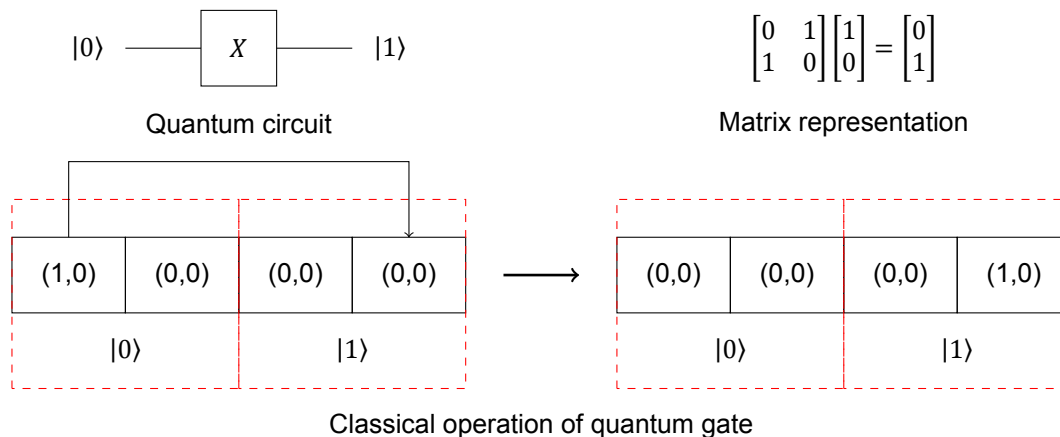 |0⟩ X |1⟩
[0 1
1 0] [1
0] = [0
1]
Quantum circuit
Matrix representation
(1,0) (0,0) (0,0) (0,0)
|0⟩ |1⟩
(0,0) (0,0) (0,0) (1,0)
|0⟩ |1⟩
Classical operation of quantum gate